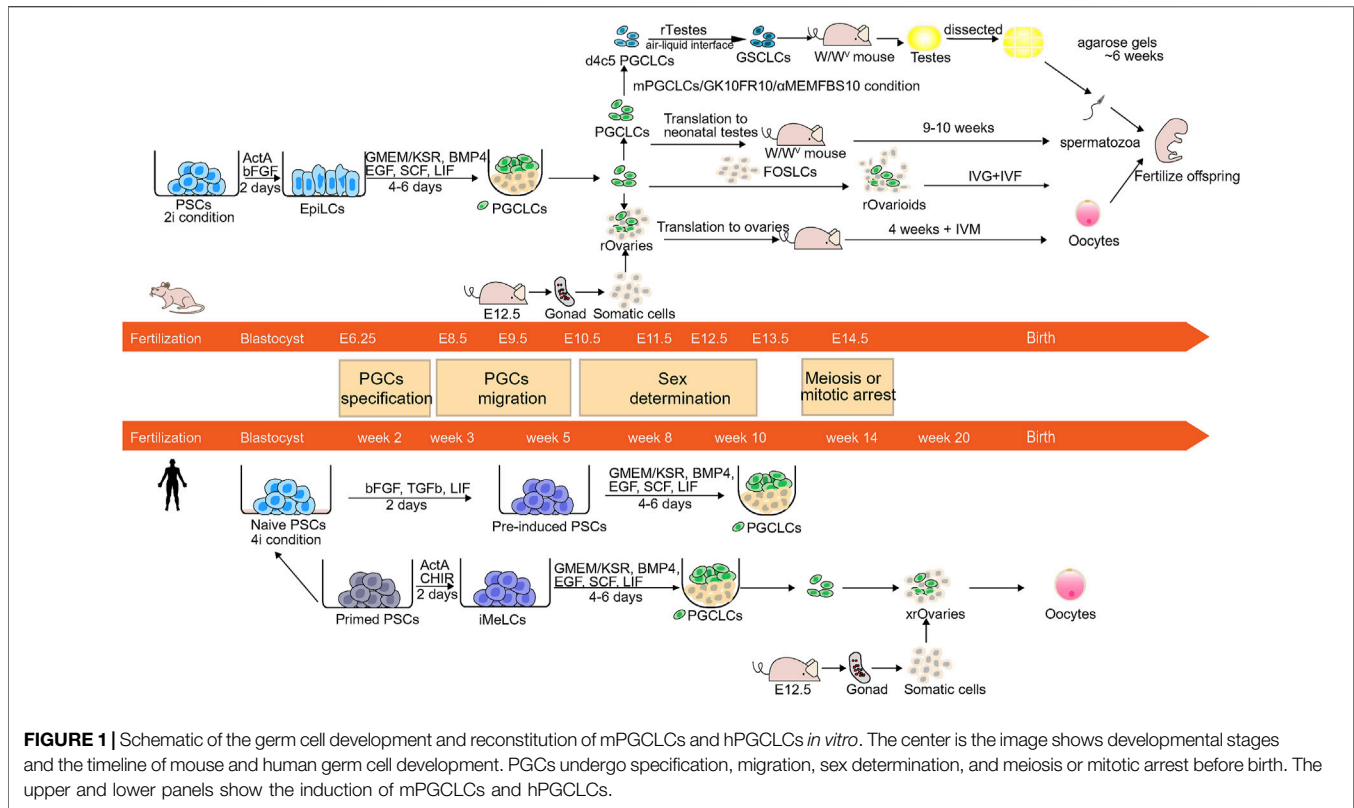 rTestes
air-liquid interface
dissected
d4c5 PGCLCs
GSCLCs
W/Wᵛ mouse
Testes
agarose gels
~6 weeks
mPGCLCs/GK10FR10/αMEMFBS10 condition
PGCLCs
Translation to
neonatal testes
W/Wᵛ mouse
9-10 weeks
spermatozoa
FOSLCs
Fertilize offspring
ActA
bFGF
2 days
GMEM/KSR, BMP4
EGF, SCF, LIF
4-6 days
PSCs
2i condition
EpiLCs
PGCLCs
rOvarioids
IVG+IVF
rOvaries
Translation to ovaries
4 weeks + IVM
Oocytes
E12.5
Gonad
Somatic cells
Fertilization
Blastocyst
E6.25
E8.5
E9.5
E10.5
E11.5
E12.5
E13.5
E14.5
Birth
PGCs
specification
PGCs
migration
Sex
determination
Meiosis or
mitotic arrest
Fertilization
Blastocyst
week 2
week 3
week 5
week 8
week 10
week 14
week 20
Birth
bFGF, TGFb, LIF
2 days
GMEM/KSR, BMP4,
EGF, SCF, LIF
4-6 days
Naive PSCs
4i condition
Pre-induced PSCs
PGCLCs
ActA
CHIR
2 days
GMEM/KSR, BMP4,
EGF, SCF, LIF
4-6 days
Primed PSCs
iMeLCs
PGCLCs
xrOvaries
Oocytes
E12.5
Gonad
Somatic cells
FIGURE 1 | Schematic of the germ cell development and reconstitution of mPGCLCs and hPGCLCs in vitro. The center is the image shows developmental stages
and the timeline of mouse and human germ cell development. PGCs undergo specification, migration, sex determination, and meiosis or mitotic arrest before birth. The
upper and lower panels show the induction of mPGCLCs and hPGCLCs.